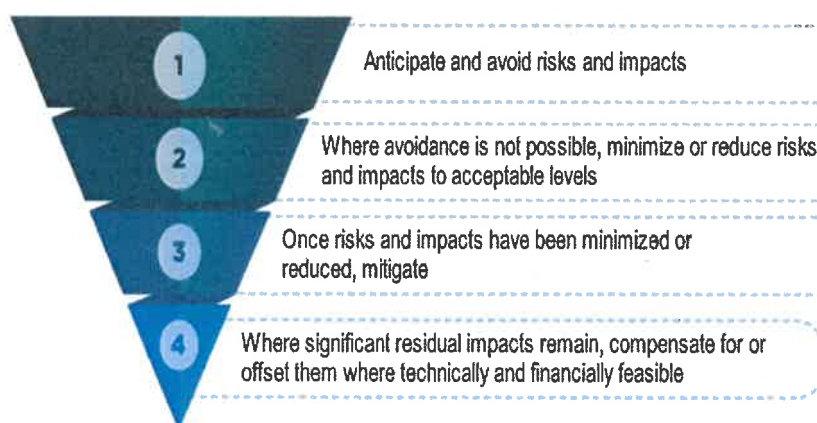 1
Anticipate and avoid risks and impacts
2
Where avoidance is not possible, minimize or reduce risks
and impacts to acceptable levels
3
Once risks and impacts have been minimized or
reduced, mitigate
4
Where significant residual impacts remain, compensate for or
offset them where technically and financially feasible